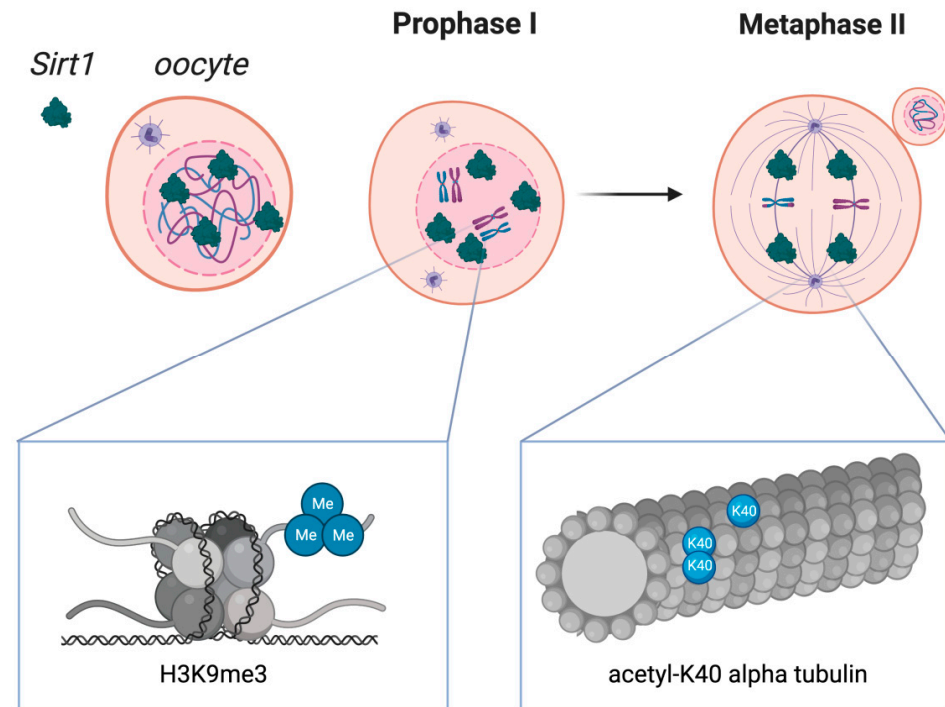 Prophase I
Metaphase II
Sirt1
oocyte
Me
Me
Me
H3K9me3
K40
K40
K40
acetyl-K40 alpha tubulin